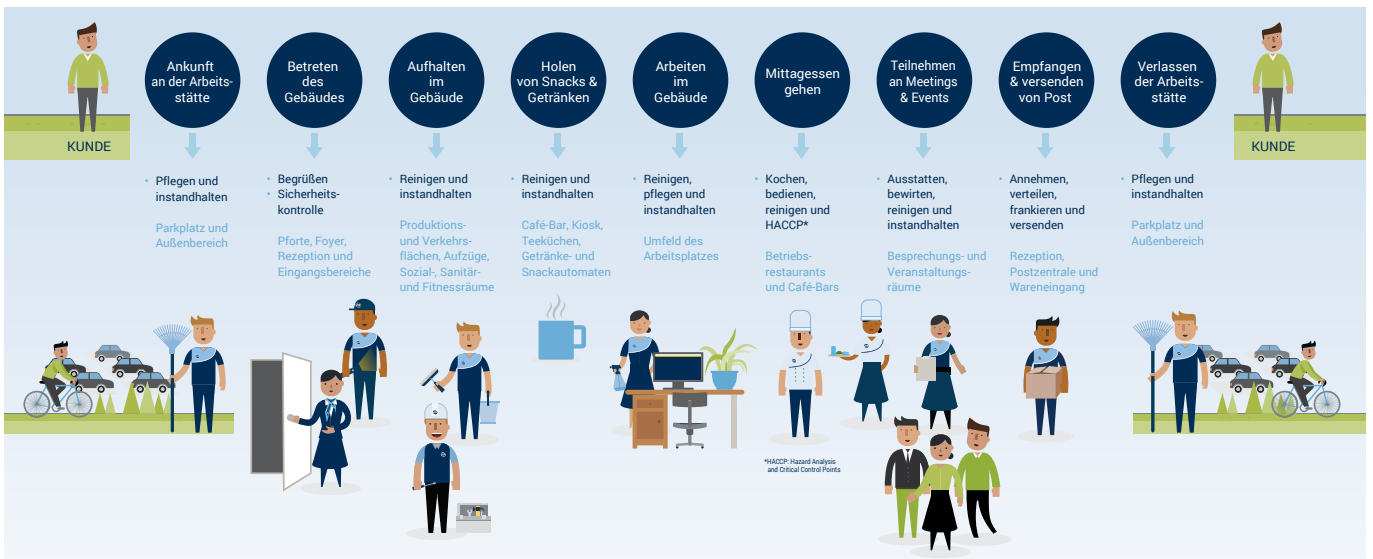 KUNDE
Ankunft
an der Arbeits-
stätte
Betreten
des
Gebäudes
Aufhalten
im
Gebäude
Holen
von Snacks &
Getränken
Arbeiten
im
Gebäude
Mittagessen
gehen
Teilnehmen
an Meetings
& Events
Empfangen
& versenden
von Post
Verlassen
der Arbeits-
stätte
KUNDE
• Pflegen und
instandhalten
Parkplatz und
Außenbereich
• Begrüßen
• Sicherheits-
kontrolle
Pforte, Foyer,
Rezeption und
Eingangsbereiche
• Reinigen und
instandhalten
Produktions-
und Verkehrs-
flächen, Aufzüge,
Sozial-, Sanitär-
und Fitnessräume
• Reinigen und
instandhalten
Café-Bar, Kiosk,
Teeküchen,
Getränke- und
Snackautomaten
• Reinigen,
pflegen und
instandhalten
Umfeld des
Arbeitsplatzes
• Kochen,
bedienen,
reinigen und
HACCP*
Betriebs-
restaurants
und Café-Bars
*HACCP: Hazard Analysis
and Critical Control Points
• Ausstatten,
bewirten,
reinigen und
instandhalten
Besprechungs- und
Veranstaltungs-
räume
• Annehmen,
verteilen,
frankieren und
versenden
Rezeption,
Postzentrale und
Wareneingang
• Pflegen und
instandhalten
Parkplatz und
Außenbereich